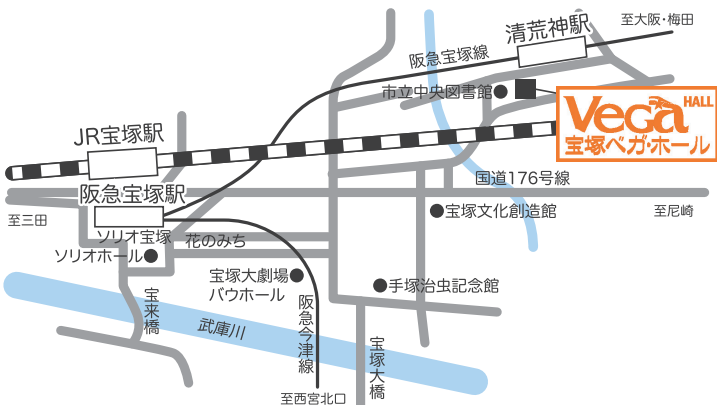 清荒神駅
至大阪・梅田
阪急宝塚線
市立中央図書館
Vega HALL
宝塚ベガ・ホール
JR宝塚駅
阪急宝塚駅
国道176号線
至三田
宝塚文化創造館
至尼崎
ソリオ宝塚
花のみち
ソリオホール
宝塚大劇場
バウホール
手塚治虫記念館
宝来橋
武庫川
阪急今津線
宝塚大橋
至西宮北口